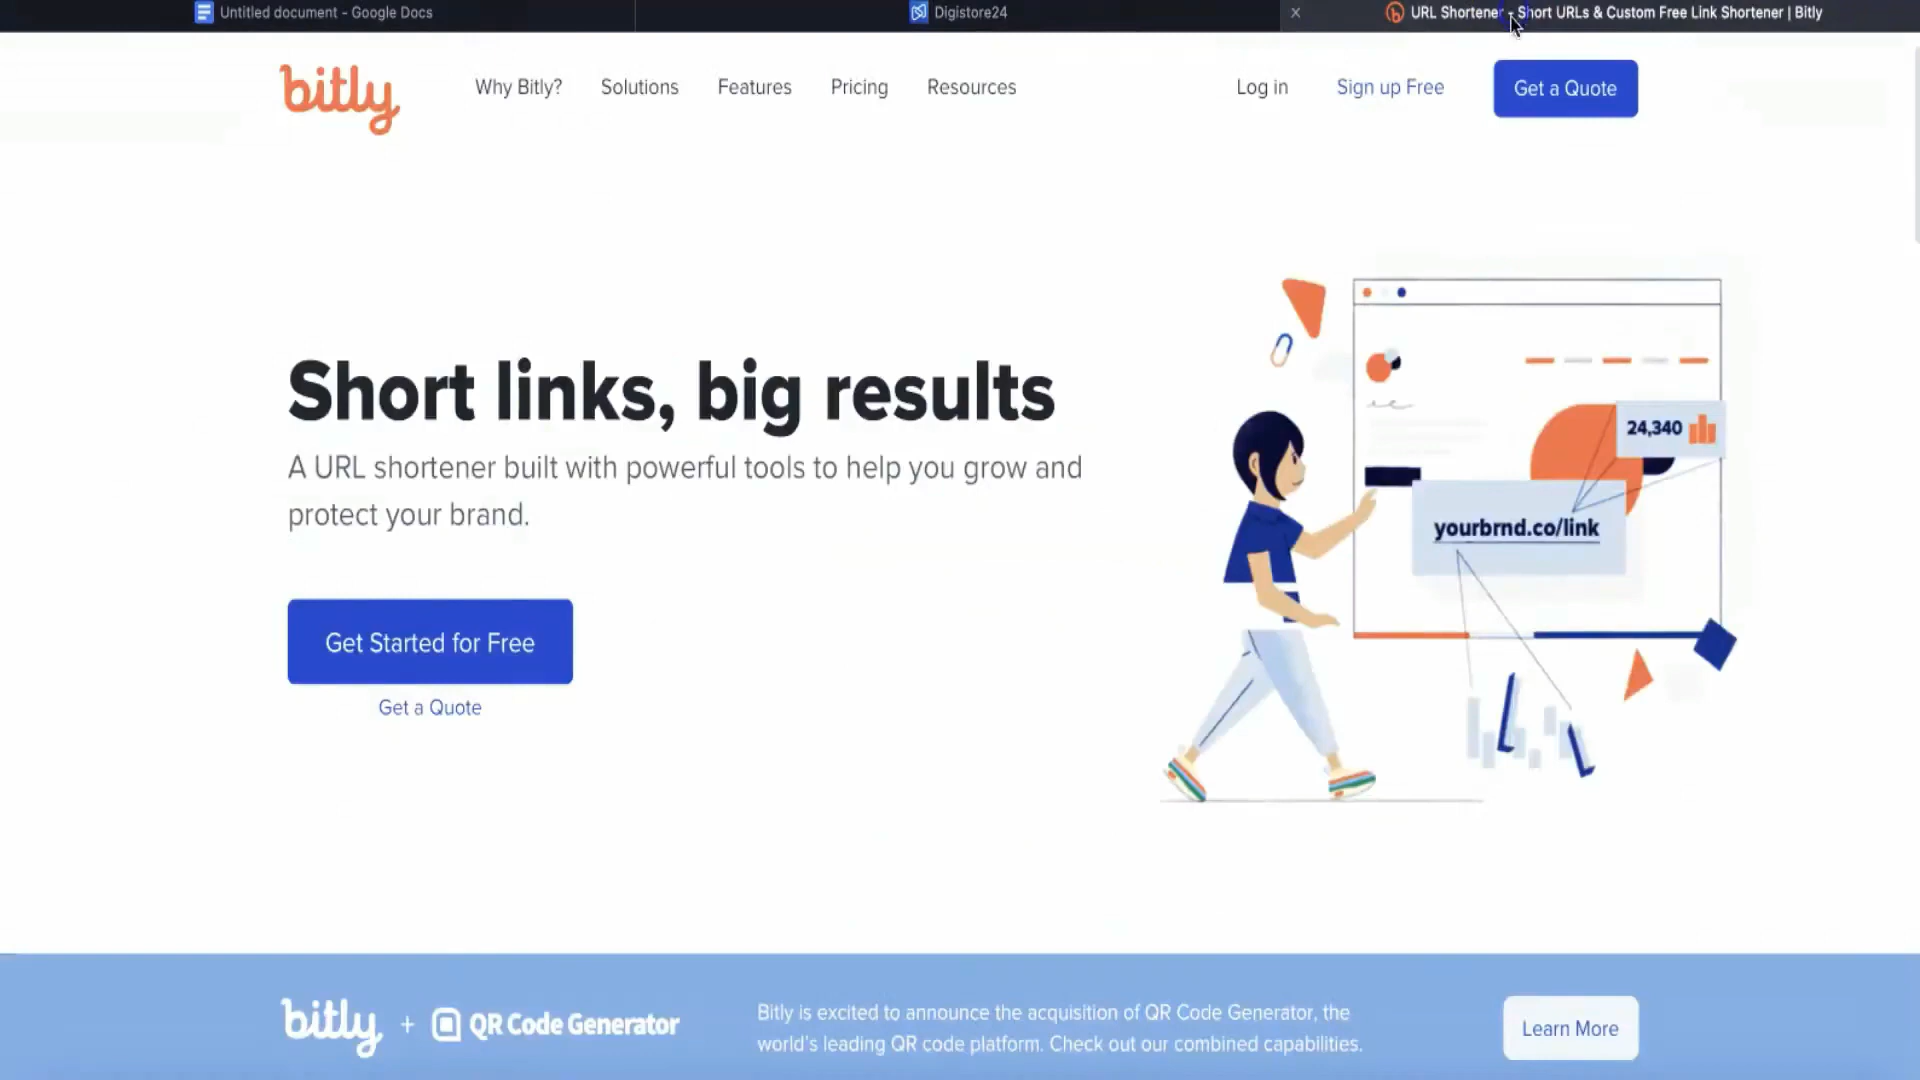 Untitled document - Google Docs
Digistore24
URL Shortener - Short URLs & Custom Free Link Shortener | Bitly
bitly
Why Bitly?
Solutions
Features
Pricing
Resources
Log in
Sign up Free
Get a Quote
Short links, big results
A URL shortener built with powerful tools to help you grow and
protect your brand.
Get Started for Free
Get a Quote
24,340
yourbrnd.co/link
bitly + QR Code Generator
Bitly is excited to announce the acquisition of QR Code Generator, the
world's leading QR code platform. Check out our combined capabilities.
Learn More